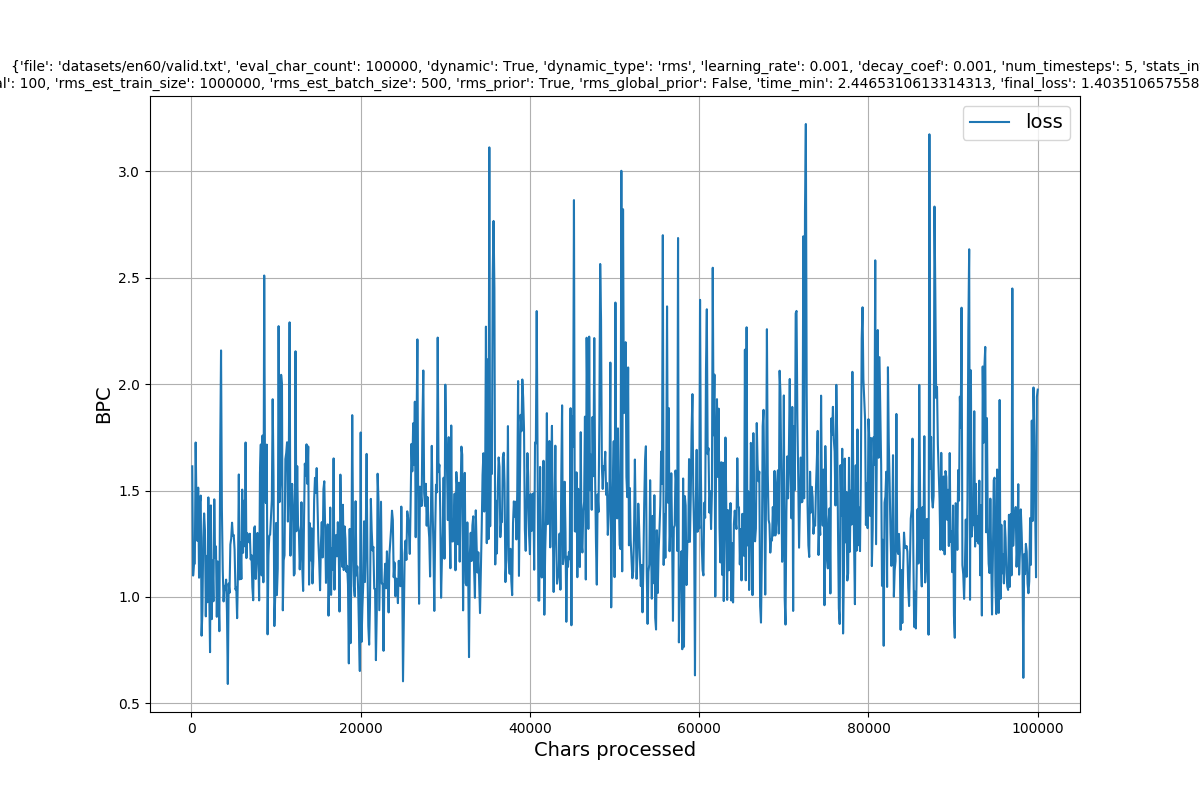 {'file': 'datasets/en60/valid.txt', 'eval_char_count': 100000, 'dynamic': True, 'dynamic_type': 'rms', 'learning_rate': 0.001, 'decay_coef': 0.001, 'num_timesteps': 5, 'stats_in
al': 100, 'rms_est_train_size': 1000000, 'rms_est_batch_size': 500, 'rms_prior': True, 'rms_global_prior': False, 'time_min': 2.4465310613314313, 'final_loss': 1.403510657558
loss
3.0
2.5
2.0
1.5
1.0
0.5
BPC
0 20000 40000 60000 80000 100000
Chars processed